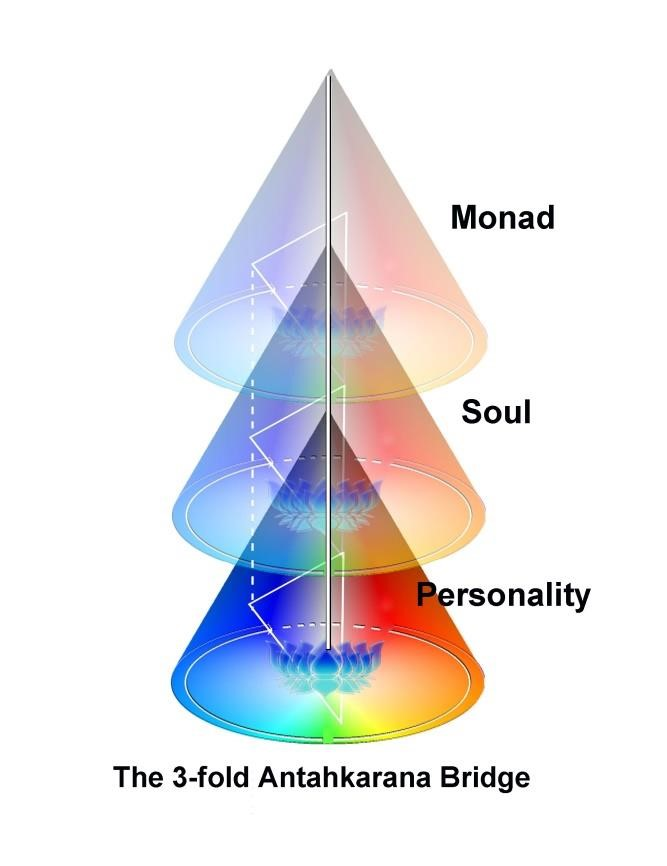 Monad
Soul
Personality
The 3-fold Antahkarana Bridge